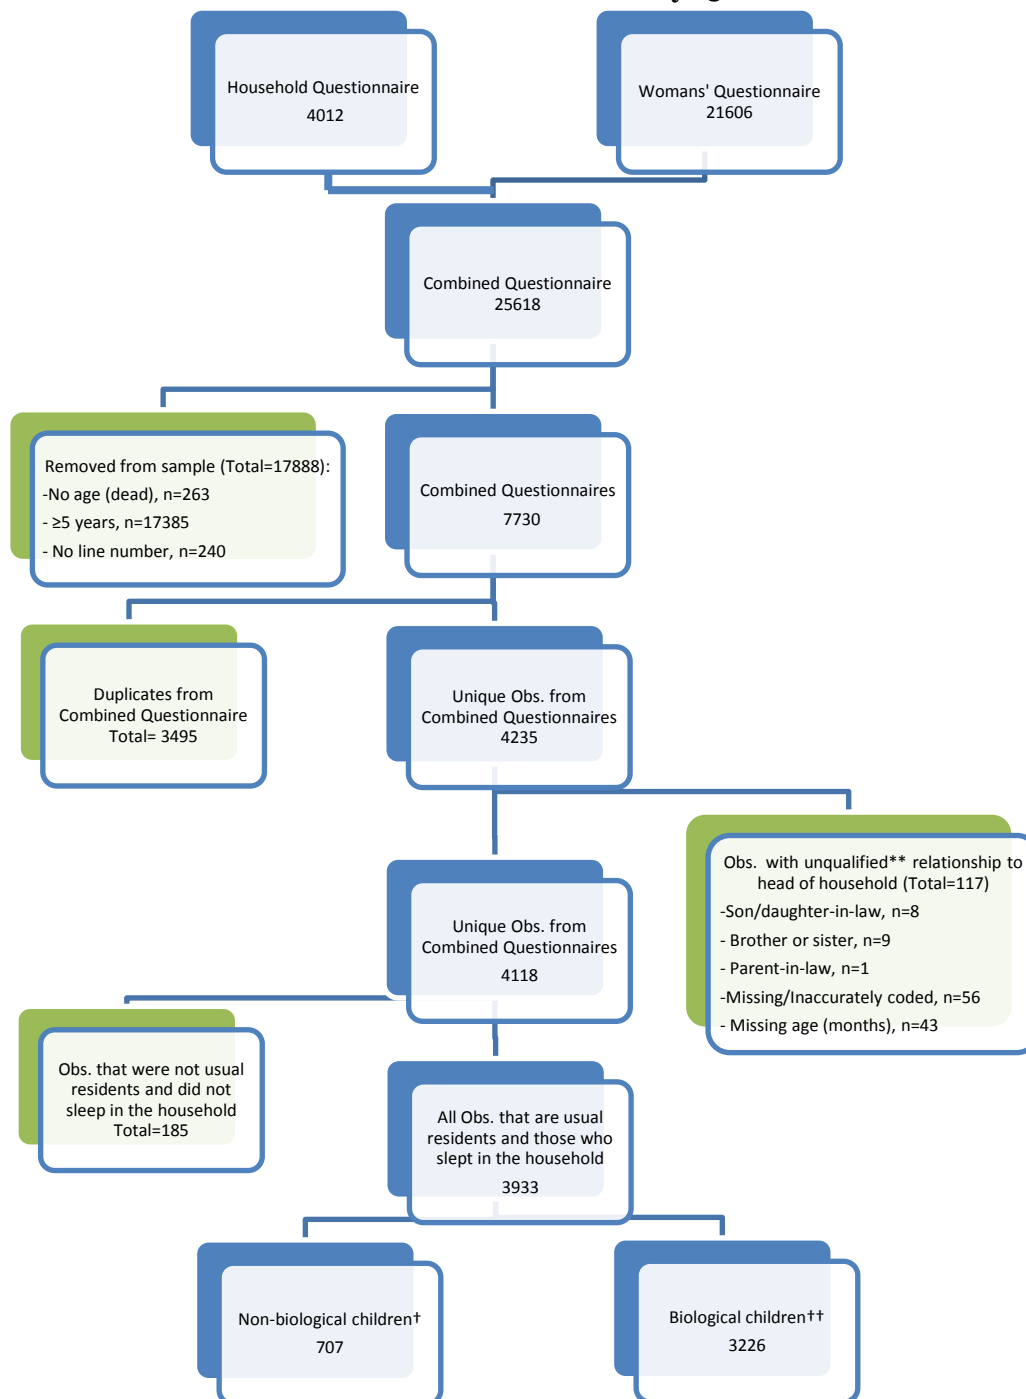 Household Questionnaire
4012
Womans' Questionnaire
21606
Combined Questionnaire
25618
Removed from sample (Total=17888):
-No age (dead), n=263
- ≥5 years, n=17385
- No line number, n=240
Combined Questionnaires
7730
Duplicates from
Combined Questionnaire
Total= 3495
Unique Obs. from
Combined Questionnaires
4235
Obs. with unqualified** relationship to
head of household (Total=117)
-Son/daughter-in-law, n=8
- Brother or sister, n=9
- Parent-in-law, n=1
-Missing/Inaccurately coded, n=56
- Missing age (months), n=43
Unique Obs. from
Combined Questionnaires
4118
Obs. that were not usual
residents and did not
sleep in the household
Total=185
All Obs. that are usual
residents and those who
slept in the household
3933
Non-biological children†
707
Biological children††
3226